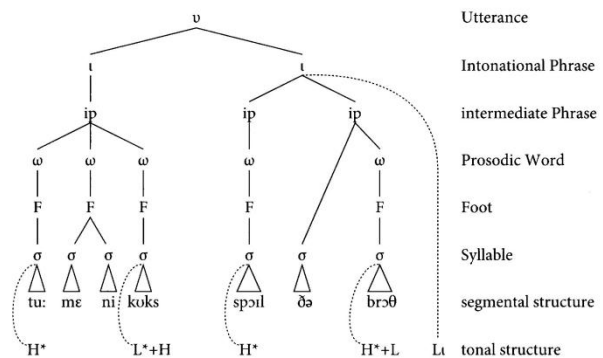 υ Utterance
ι ι Intonational Phrase
ip ip ip intermediate Phrase
ω ω ω ω ω Prosodic Word
F F F F F Foot
σ σ σ σ σ σ σ Syllable
tuː mɛ ni kʊks spɔɪl ðə brɔθ segmental structure
H* L*+H H* H*+L Lι tonal structure